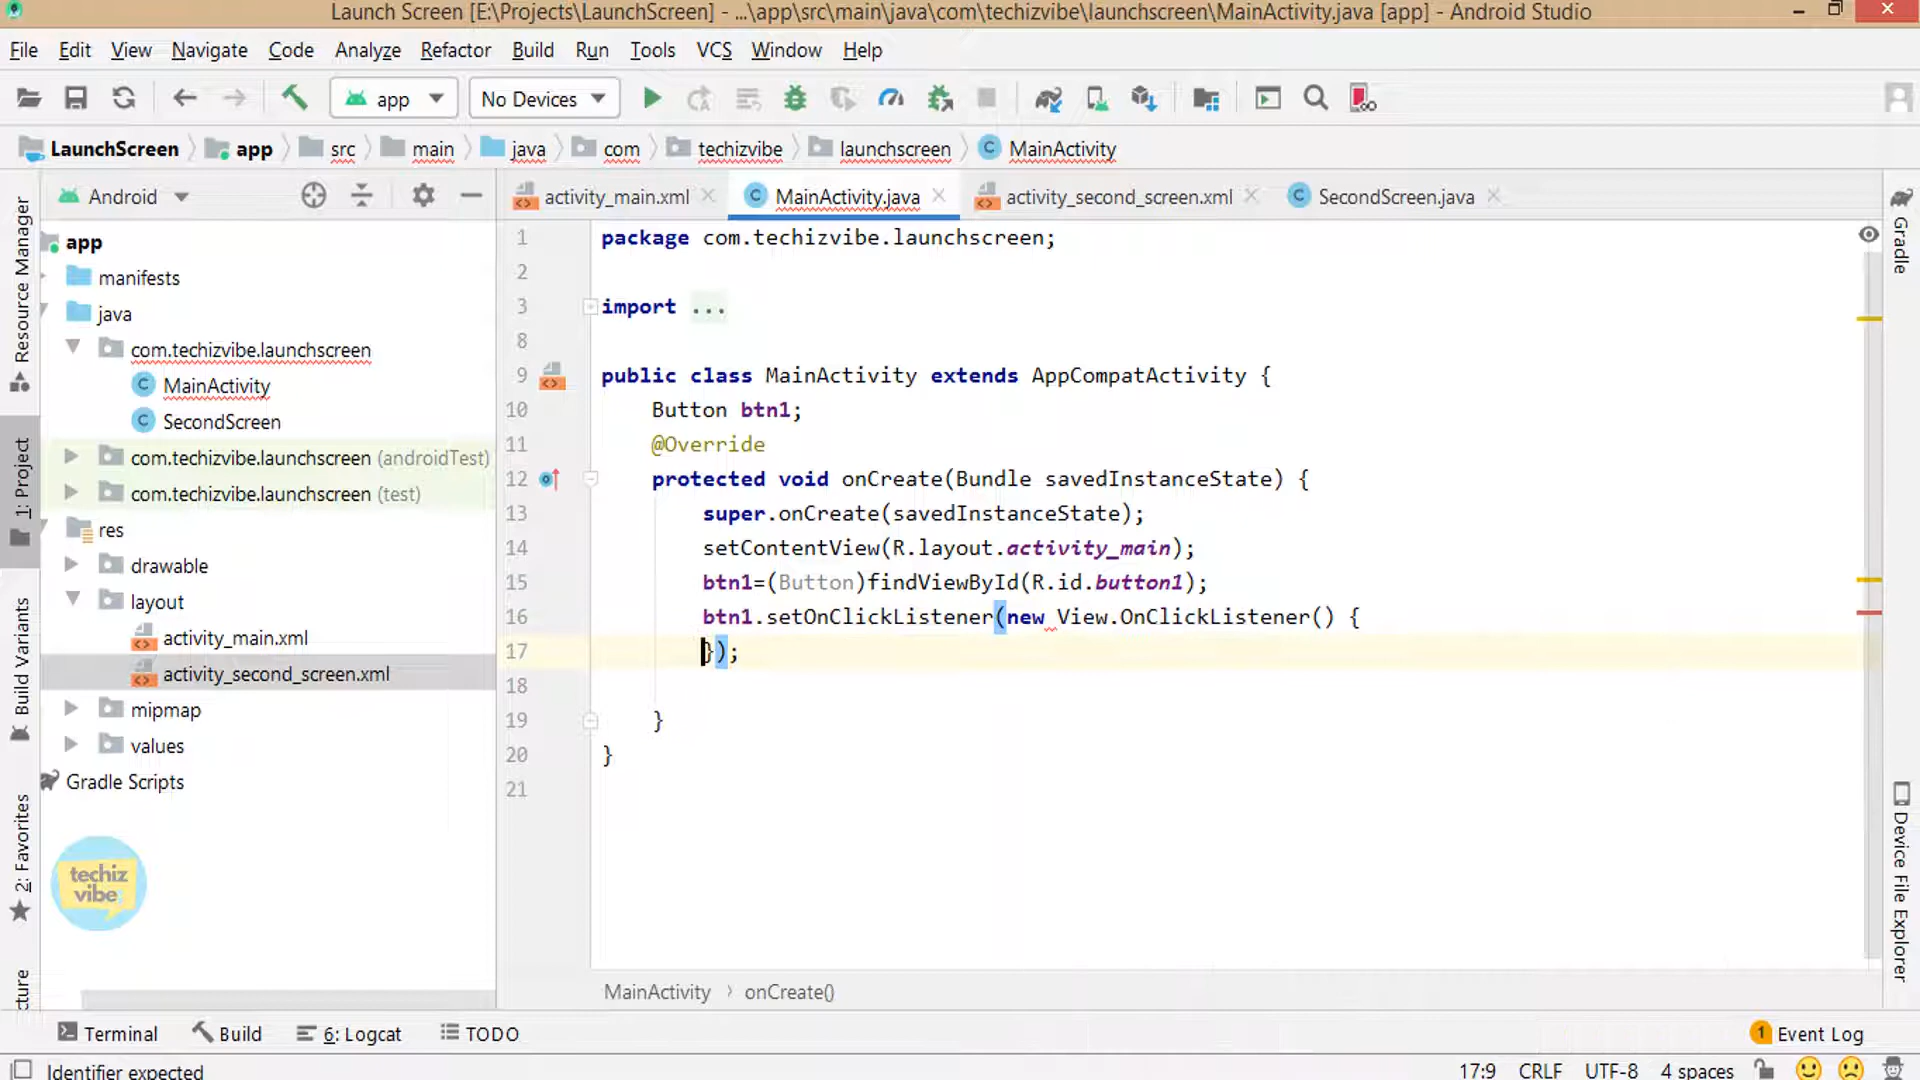 Launch Screen [E:\Projects\LaunchScreen] - ...\app\src\main\java\com\techizvibe\launchscreen\MainActivity.java [app] - Android Studio
File Edit View Navigate Code Analyze Refactor Build Run Tools VCS Window Help
app No Devices
LaunchScreen app src main java com techizvibe launchscreen MainActivity
Android
activity_main.xml MainActivity.java activity_second_screen.xml SecondScreen.java
Resource Manager
1: Project
Build Variants
2: Favorites
cture
app
manifests
java
com.techizvibe.launchscreen
MainActivity
SecondScreen
com.techizvibe.launchscreen (androidTest)
com.techizvibe.launchscreen (test)
res
drawable
layout
activity_main.xml
activity_second_screen.xml
mipmap
values
Gradle Scripts
techiz
vibe
1 package com.techizvibe.launchscreen;
2
3 import ...
8
9 public class MainActivity extends AppCompatActivity {
10 Button btn1;
11 @Override
12 protected void onCreate(Bundle savedInstanceState) {
13 super.onCreate(savedInstanceState);
14 setContentView(R.layout.activity_main);
15 btn1=(Button)findViewById(R.id.button1);
16 btn1.setOnClickListener(new View.OnClickListener() {
17 });
18
19 }
20 }
21
Gradle
Device File Explorer
MainActivity › onCreate()
Terminal Build 6: Logcat TODO 1 Event Log
Identifier expected 17:9 CRLF UTF-8 4 spaces